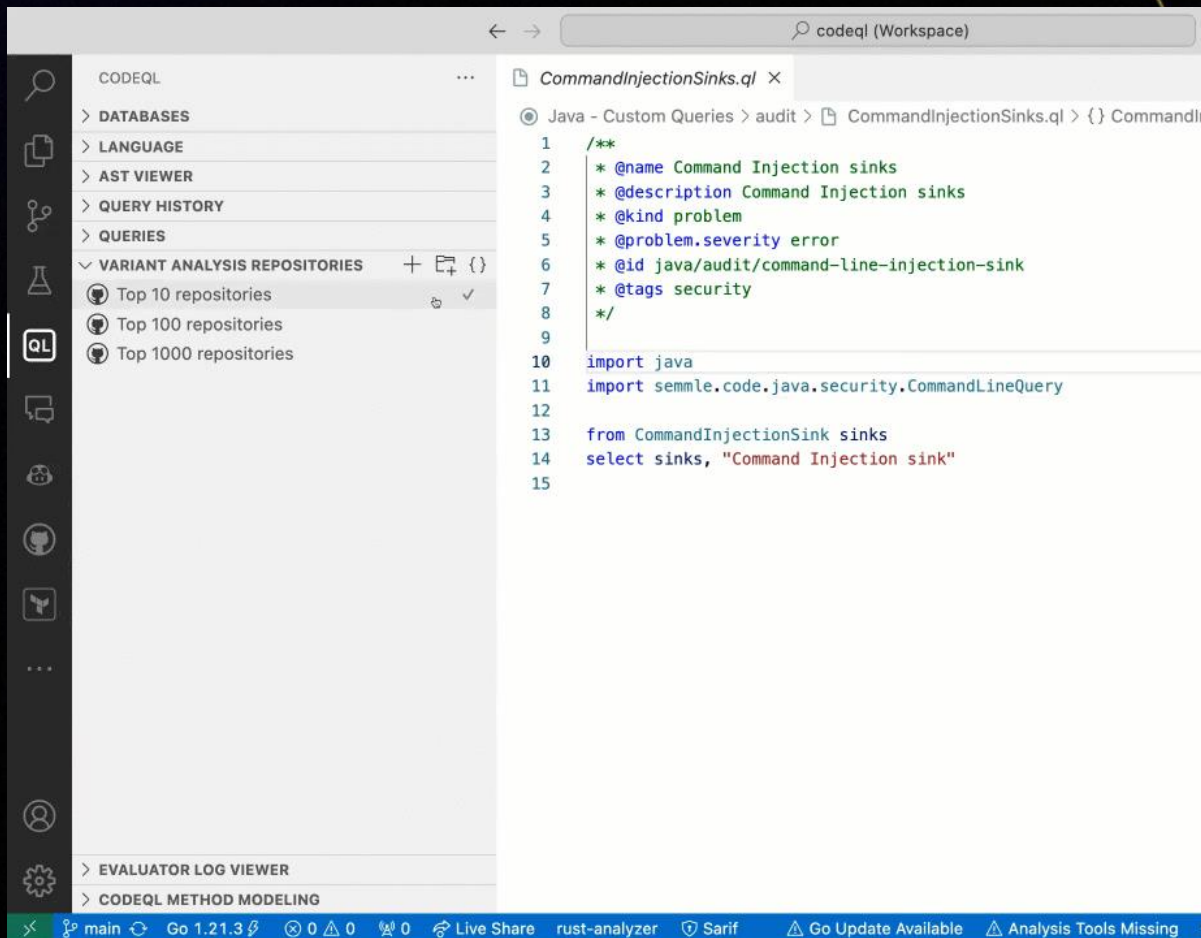 codeql (Workspace)
CODEQL
DATABASES
LANGUAGE
AST VIEWER
QUERY HISTORY
QUERIES
VARIANT ANALYSIS REPOSITORIES
Top 10 repositories
Top 100 repositories
Top 1000 repositories
EVALUATOR LOG VIEWER
CODEQL METHOD MODELING
QL
CommandInjectionSinks.ql
Java - Custom Queries > audit > CommandInjectionSinks.ql > {} CommandIn
1 /**
2 * @name Command Injection sinks
3 * @description Command Injection sinks
4 * @kind problem
5 * @problem.severity error
6 * @id java/audit/command-line-injection-sink
7 * @tags security
8 */
9
10 import java
11 import semmle.code.java.security.CommandLineQuery
12
13 from CommandInjectionSink sinks
14 select sinks, "Command Injection sink"
15
main Go 1.21.3 0 0 0 Live Share rust-analyzer Sarif Go Update Available Analysis Tools Missing